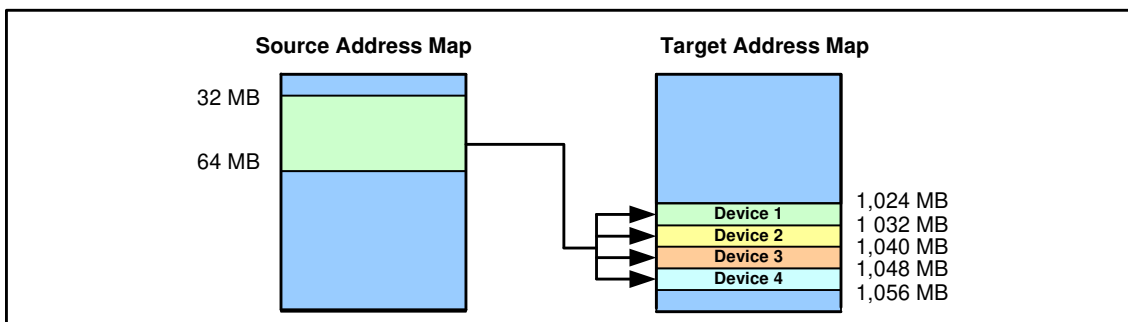 Source Address Map
32 MB
64 MB
Target Address Map
Device 1
Device 2
Device 3
Device 4
1,024 MB
1 032 MB
1,040 MB
1,048 MB
1,056 MB